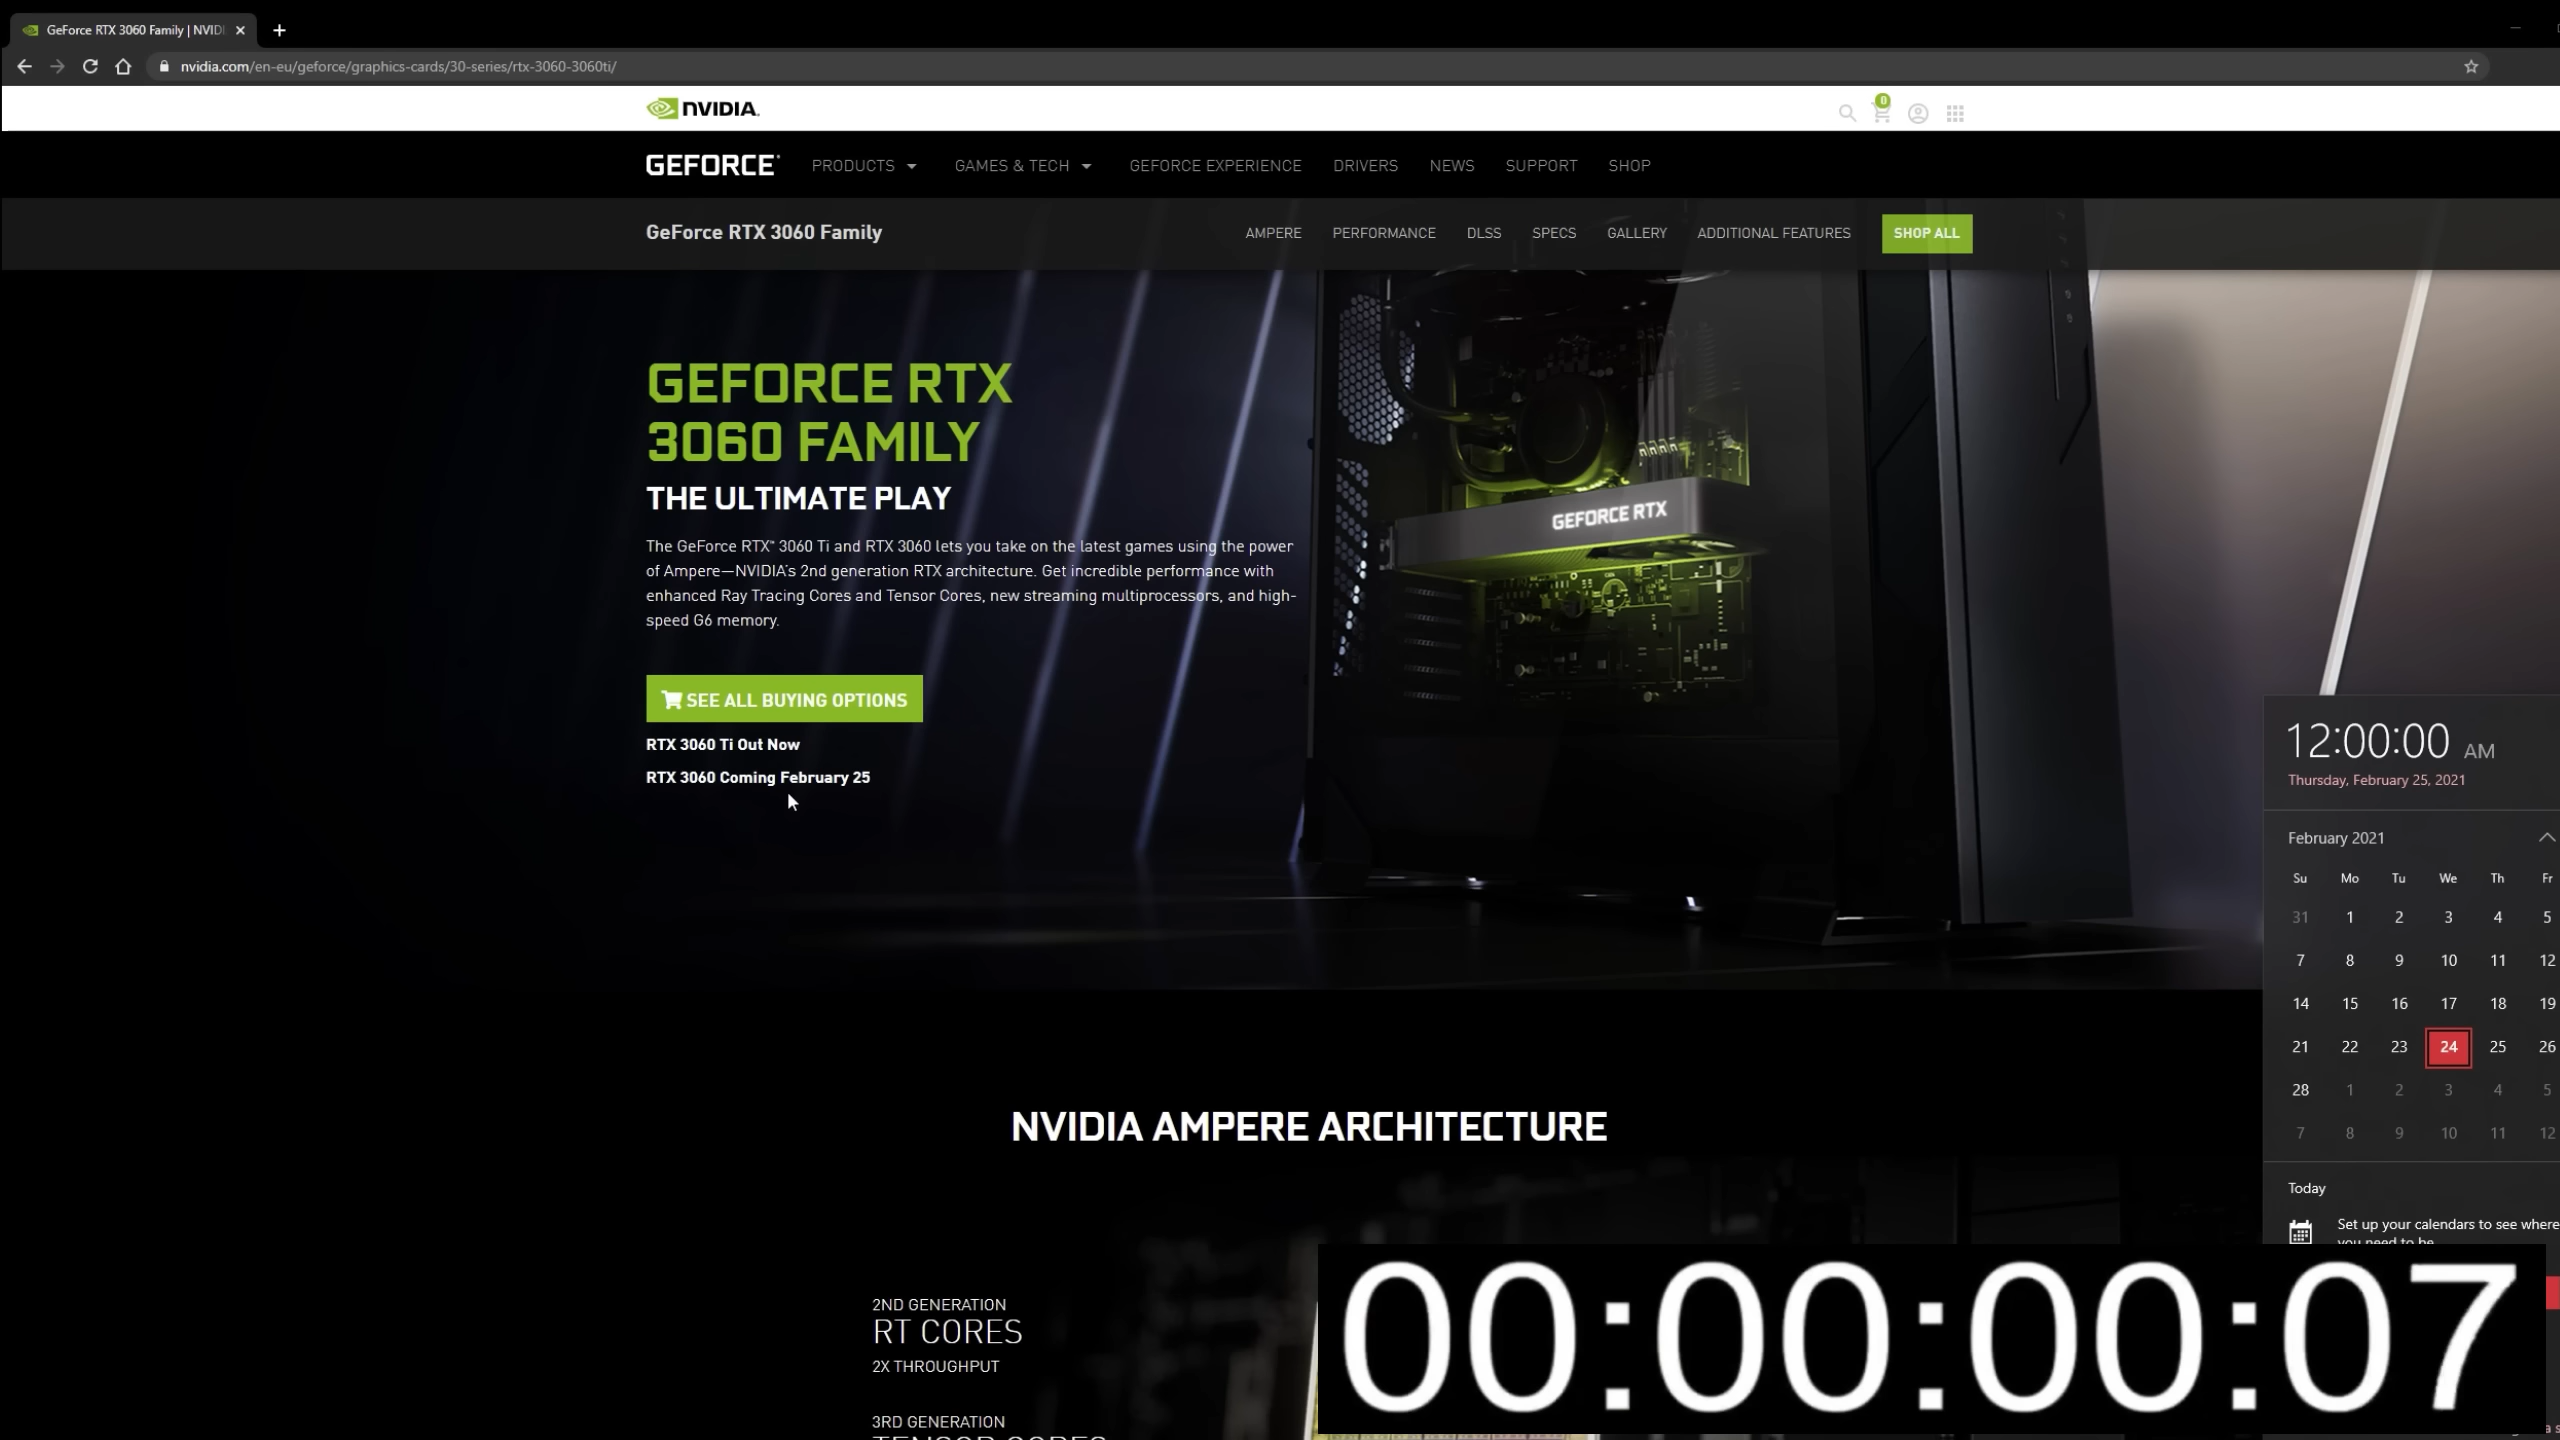 GeForce RTX 3060 Family | NVIDI
nvidia.com/en-eu/geforce/graphics-cards/30-series/rtx-3060-3060ti/
NVIDIA.
0
GEFORCE
PRODUCTS
GAMES & TECH
GEFORCE EXPERIENCE
DRIVERS
NEWS
SUPPORT
SHOP
GeForce RTX 3060 Family
AMPERE
PERFORMANCE
DLSS
SPECS
GALLERY
ADDITIONAL FEATURES
SHOP ALL
GEFORCE RTX
3060 FAMILY
THE ULTIMATE PLAY
The GeForce RTX™ 3060 Ti and RTX 3060 lets you take on the latest games using the power
of Ampere—NVIDIA's 2nd generation RTX architecture. Get incredible performance with
enhanced Ray Tracing Cores and Tensor Cores, new streaming multiprocessors, and high-
speed G6 memory.
SEE ALL BUYING OPTIONS
RTX 3060 Ti Out Now
RTX 3060 Coming February 25
GEFORCE RTX
12:00:00 AM
Thursday, February 25, 2021
February 2021
Su Mo Tu We Th Fr
31 1 2 3 4 5
7 8 9 10 11 12
14 15 16 17 18 19
21 22 23 24 25 26
28 1 2 3 4 5
7 8 9 10 11 12
Today
Set up your calendars to see where
you need to be
NVIDIA AMPERE ARCHITECTURE
2ND GENERATION
RT CORES
2X THROUGHPUT
3RD GENERATION
TENSOR CORES
00:00:00:07